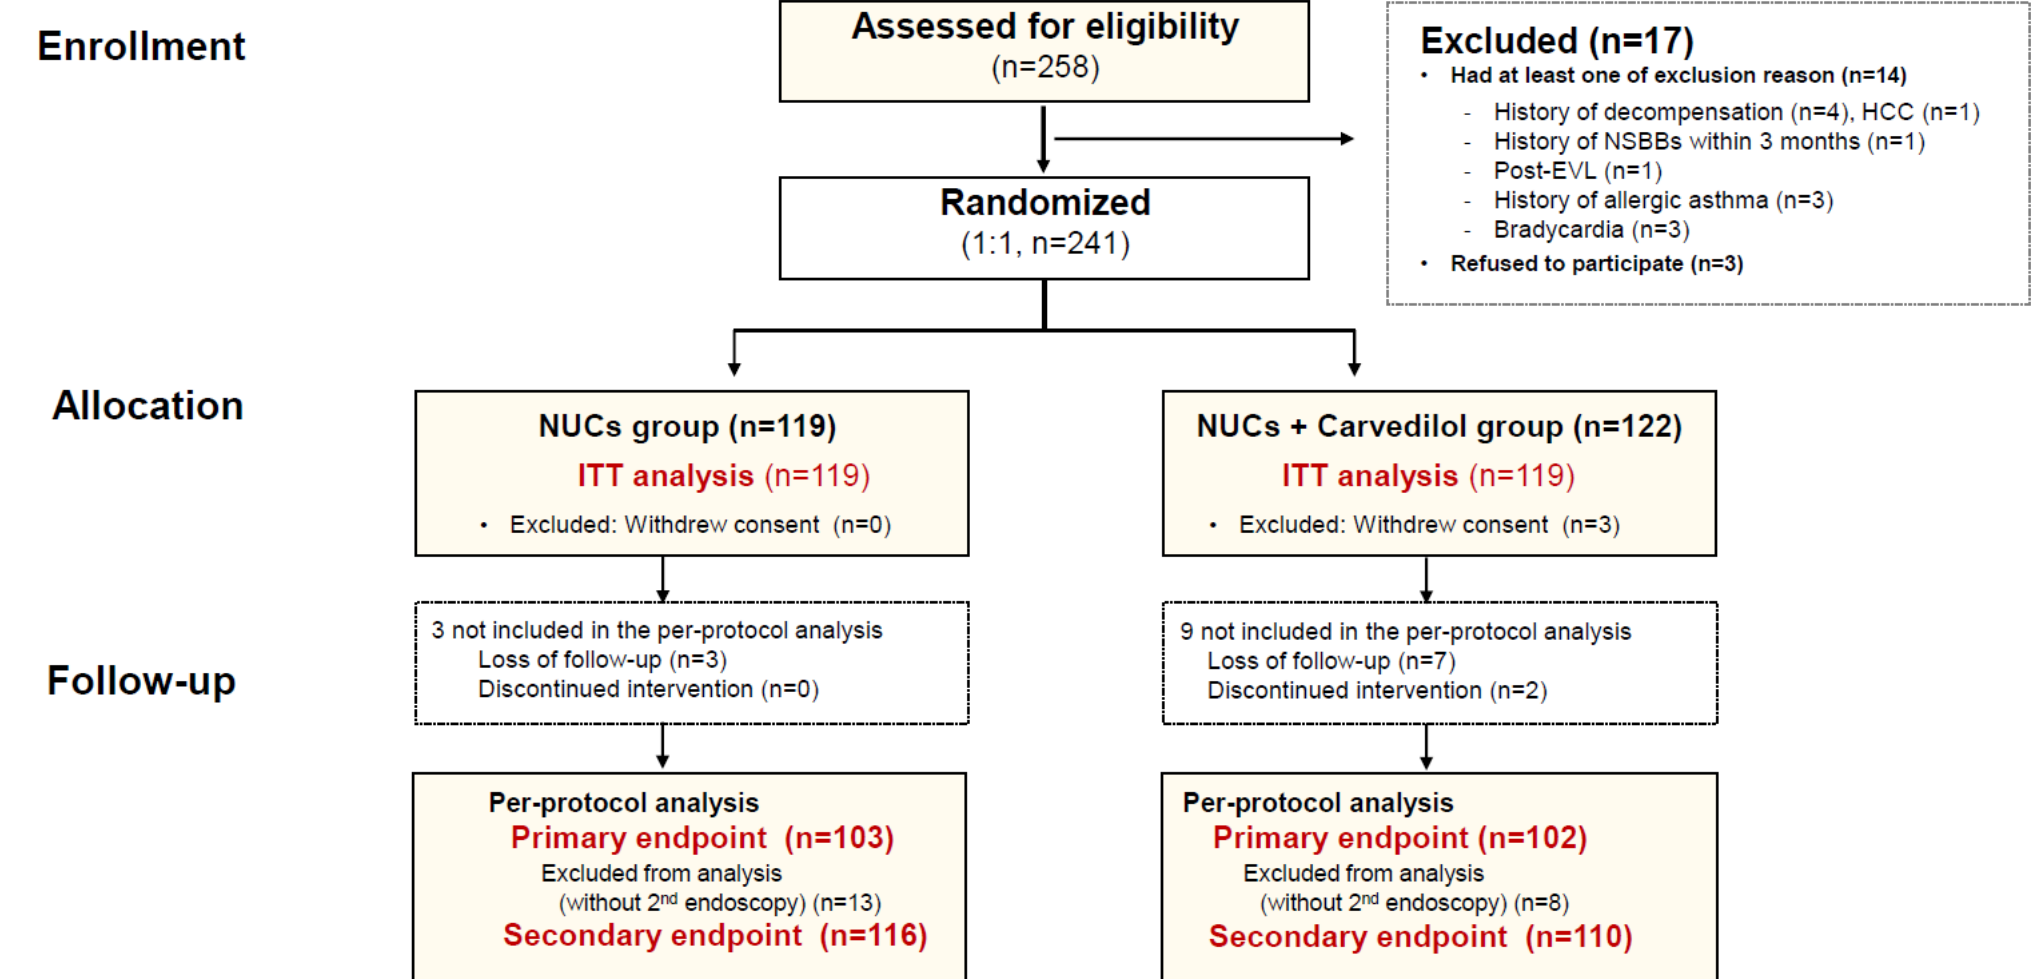 Enrollment
Assessed for eligibility
(n=258)
Excluded (n=17)
• Had at least one of exclusion reason (n=14)
- History of decompensation (n=4), HCC (n=1)
- History of NSBBs within 3 months (n=1)
- Post-EVL (n=1)
- History of allergic asthma (n=3)
- Bradycardia (n=3)
• Refused to participate (n=3)
Randomized
(1:1, n=241)
Allocation
NUCs group (n=119)
ITT analysis (n=119)
• Excluded: Withdrew consent (n=0)
NUCs + Carvedilol group (n=122)
ITT analysis (n=119)
• Excluded: Withdrew consent (n=3)
Follow-up
3 not included in the per-protocol analysis
Loss of follow-up (n=3)
Discontinued intervention (n=0)
9 not included in the per-protocol analysis
Loss of follow-up (n=7)
Discontinued intervention (n=2)
Per-protocol analysis
Primary endpoint (n=103)
Excluded from analysis
(without 2nd endoscopy) (n=13)
Secondary endpoint (n=116)
Per-protocol analysis
Primary endpoint (n=102)
Excluded from analysis
(without 2nd endoscopy) (n=8)
Secondary endpoint (n=110)